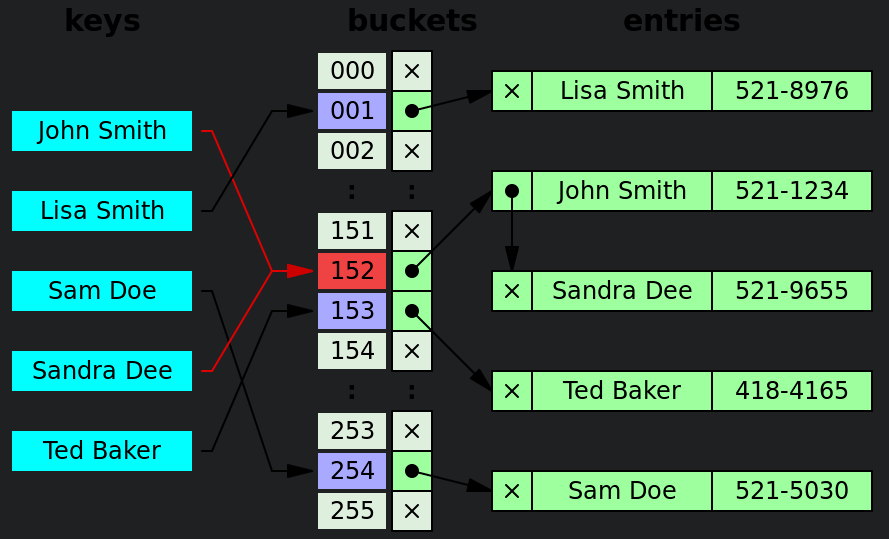 keys
buckets
entries
John Smith
Lisa Smith
Sam Doe
Sandra Dee
Ted Baker
000
001
002
:
:
151
152
153
154
:
:
253
254
255
Lisa Smith 521-8976
John Smith 521-1234
Sandra Dee 521-9655
Ted Baker 418-4165
Sam Doe 521-5030